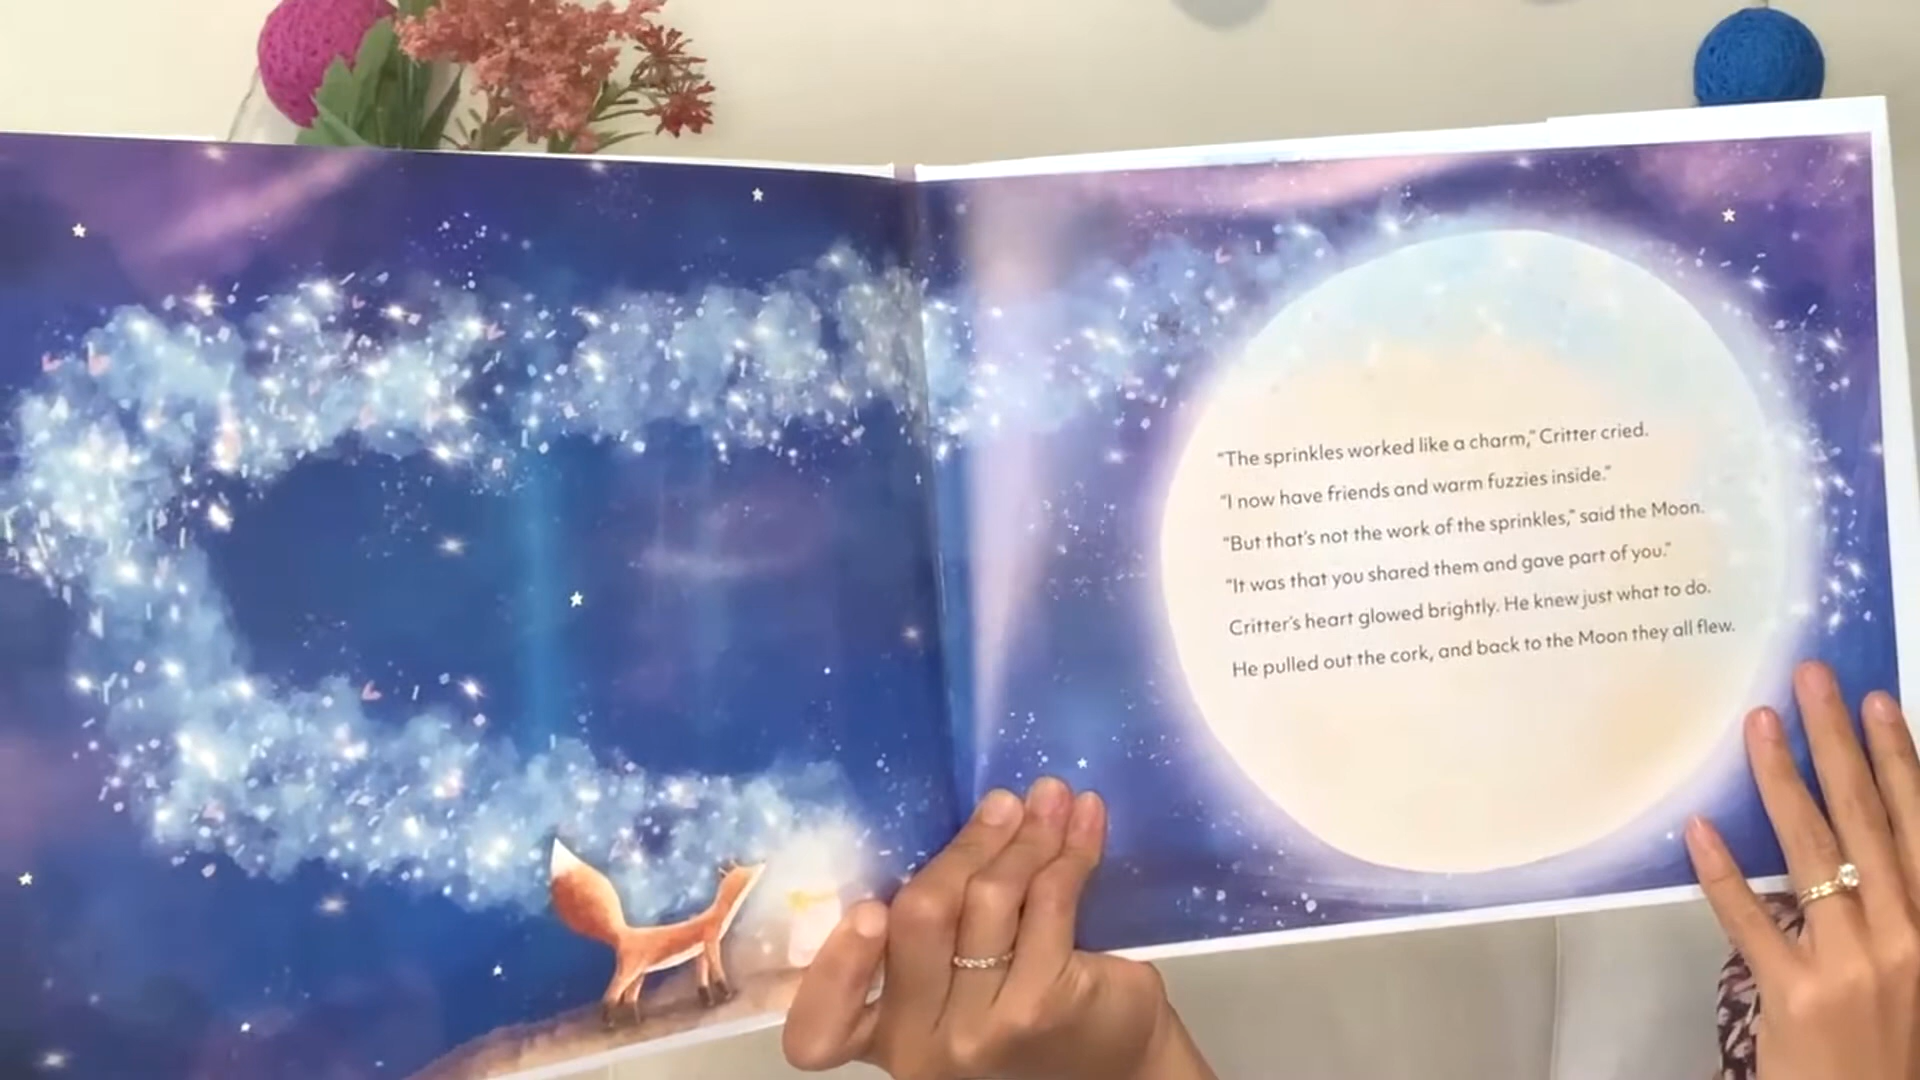 "The sprinkles worked like a charm," Critter cried.
"I now have friends and warm fuzzies inside."
"But that's not the work of the sprinkles," said the Moon.
"It was that you shared them and gave part of you."
Critter's heart glowed brightly. He knew just what to do.
He pulled out the cork, and back to the Moon they all flew.